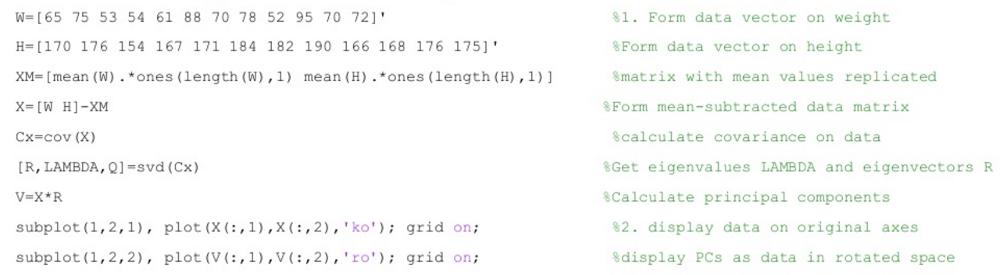 W=[65 75 53 54 61 88 70 78 52 95 70 72]' %1. Form data vector on weight
H=[170 176 154 167 171 184 182 190 166 168 176 175]' %Form data vector on height
XM=[mean(W).*ones(length(W),1) mean(H).*ones(length(H),1)] %matrix with mean values replicated
X=[W H]-XM %Form mean-subtracted data matrix
Cx=cov(X) %calculate covariance on data
[R,LAMBDA,Q]=svd(Cx) %Get eigenvalues LAMBDA and eigenvectors R
V=X*R %Calculate principal components
subplot(1,2,1), plot(X(:,1),X(:,2),'ko'); grid on; %2. display data on original axes
subplot(1,2,2), plot(V(:,1),V(:,2),'ro'); grid on; %display PCs as data in rotated space